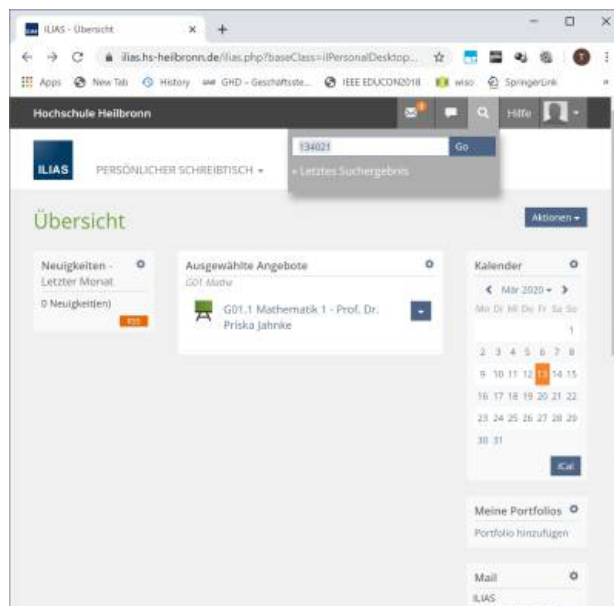 ILIAS - Übersicht
ilias.hs-heilbronn.de/ilias.php?baseClass=ilPersonalDesktop...
Apps
New Tab
History
GHD - Geschäftsste...
IEEE EDUCON2018
wiso
SpringerLink
Hochschule Heilbronn
Hilfe
134021
Go
» Letztes Suchergebnis
ILIAS
PERSÖNLICHER SCHREIBTISCH
Übersicht
Aktionen
Neuigkeiten -
Letzter Monat
0 Neuigkeit(en)
RSS
Ausgewählte Angebote
G01 Mathe
G01.1 Mathematik 1 - Prof. Dr.
Priska Jahnke
Kalender
Mär 2020
Mo Di Mi Do Fr Sa So
1
2 3 4 5 6 7 8
9 10 11 12 13 14 15
16 17 18 19 20 21 22
23 24 25 26 27 28 29
30 31
iCal
Meine Portfolios
Portfolio hinzufügen
Mail
ILIAS